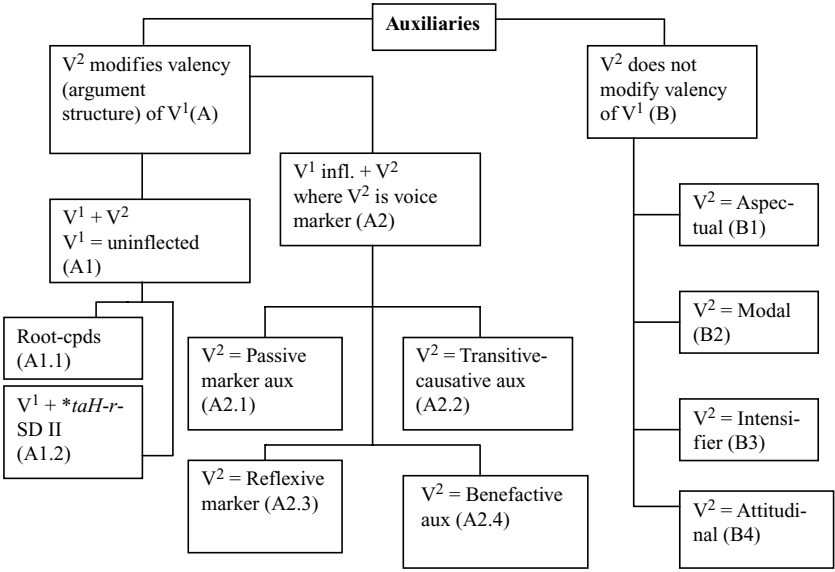 Auxiliaries
V² modifies valency
(argument
structure) of V¹(A)
V² does not
modify valency
of V¹ (B)
V¹ infl. + V²
where V² is voice
marker (A2)
V¹ + V²
V¹ = uninflected
(A1)
V² = Aspec-
tual (B1)
Root-cpds
(A1.1)
V² = Passive
marker aux
(A2.1)
V² = Transitive-
causative aux
(A2.2)
V² = Modal
(B2)
V¹ + *taH-r-
SD II
(A1.2)
V² = Intensi-
fier (B3)
V² = Reflexive
marker (A2.3)
V² = Benefactive
aux (A2.4)
V² = Attitudi-
nal (B4)